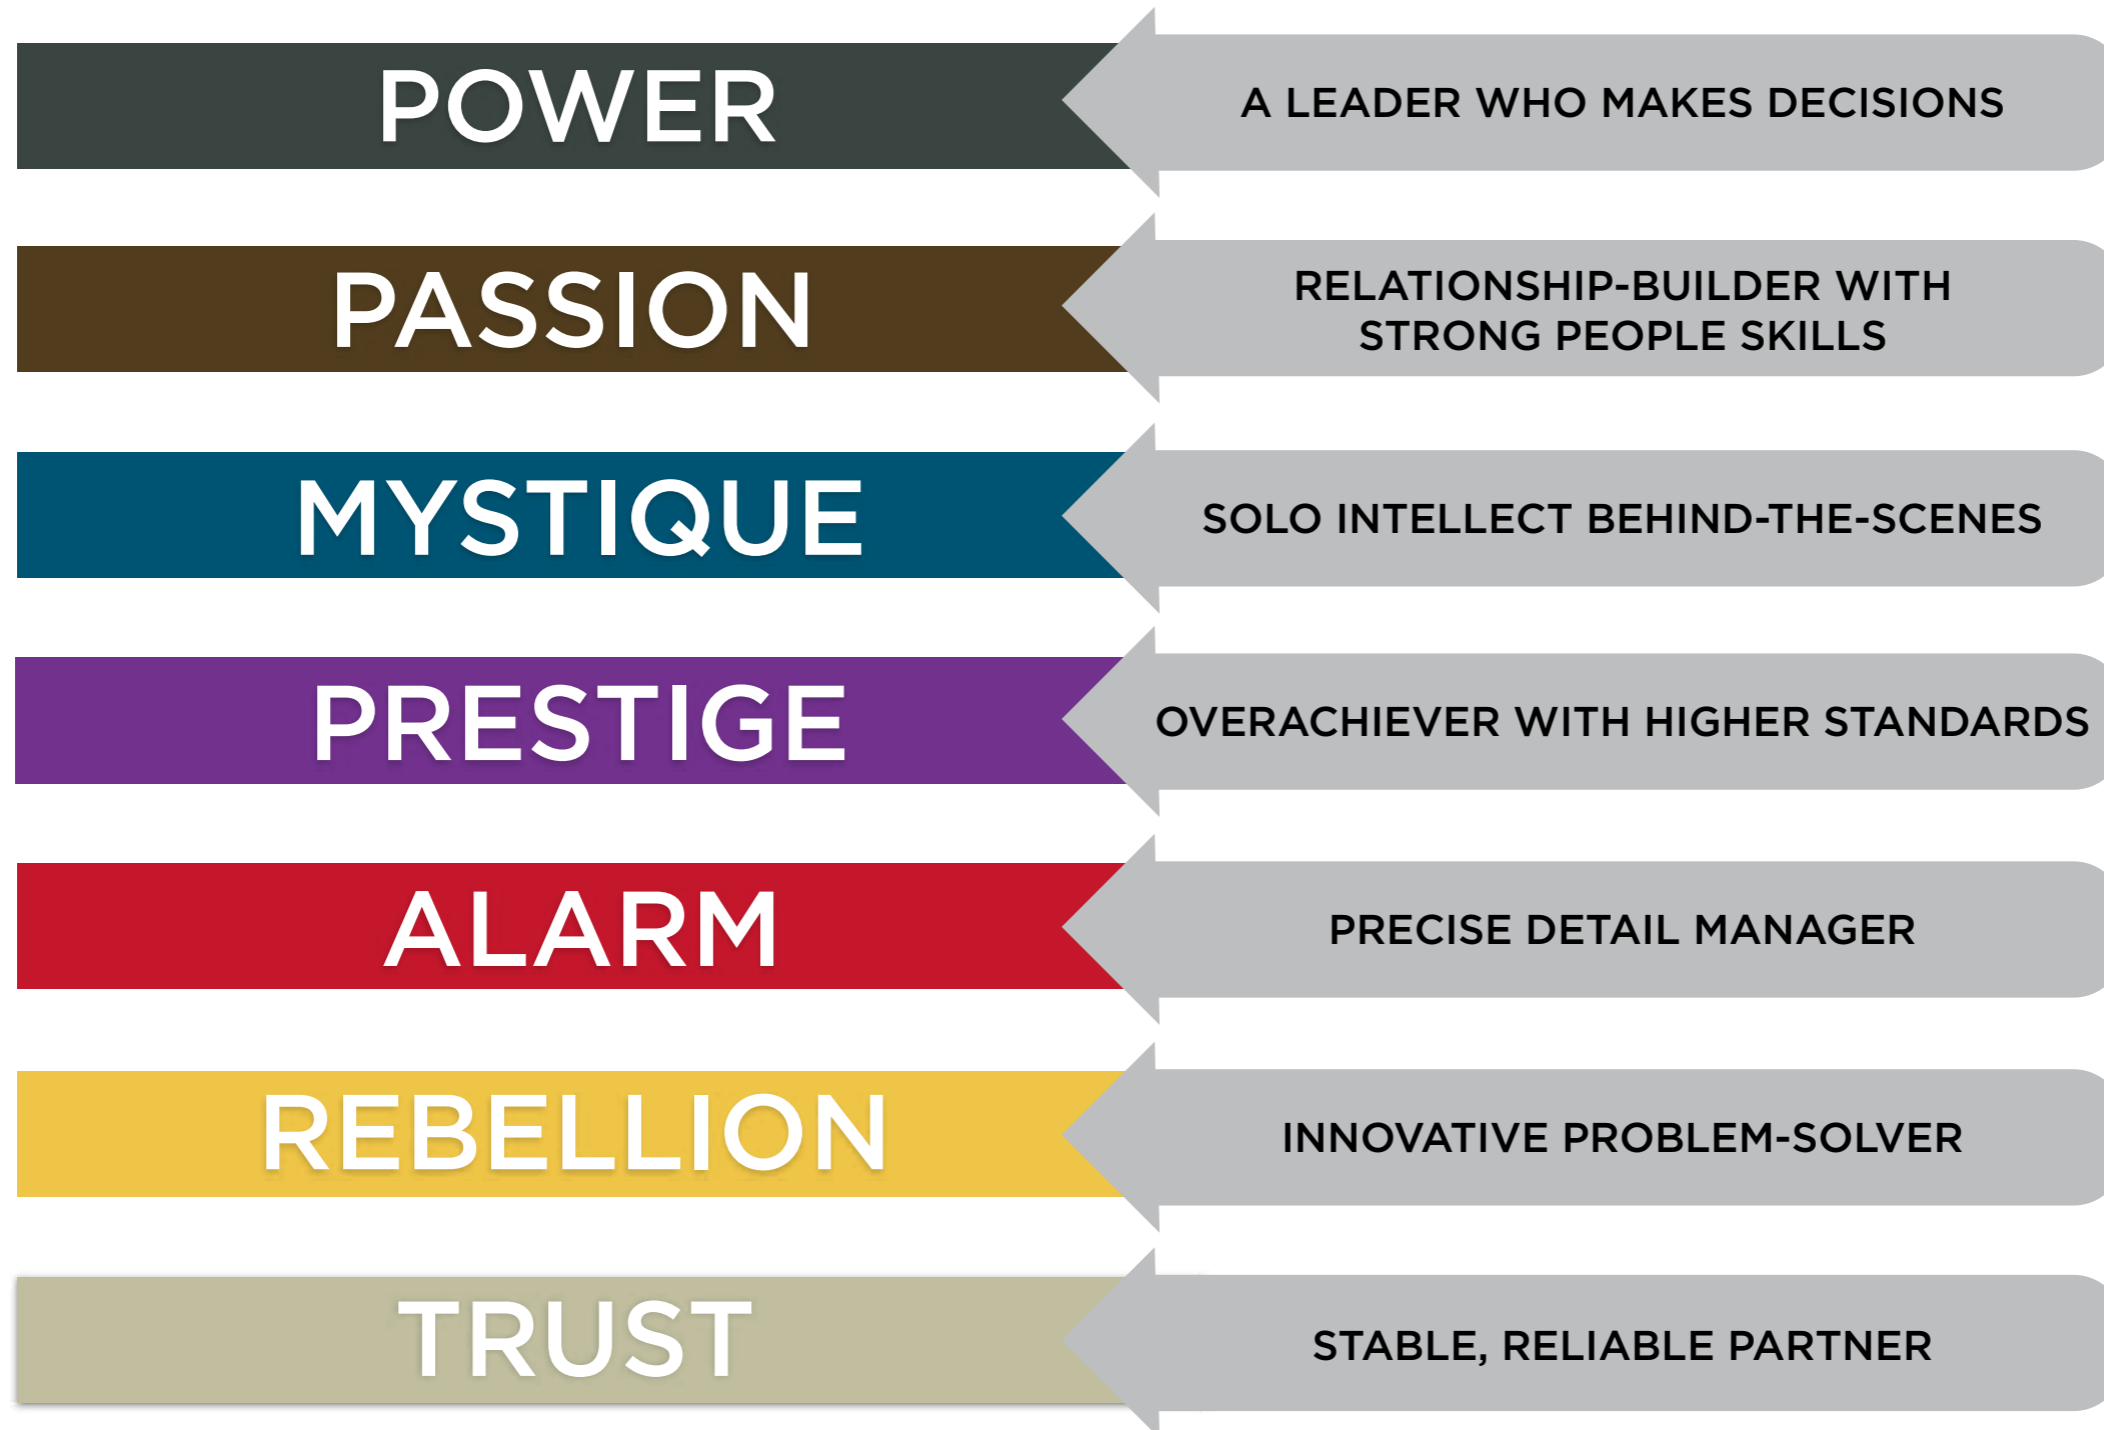 POWER
A LEADER WHO MAKES DECISIONS
PASSION
RELATIONSHIP-BUILDER WITH
STRONG PEOPLE SKILLS
MYSTIQUE
SOLO INTELLECT BEHIND-THE-SCENES
PRESTIGE
OVERACHIEVER WITH HIGHER STANDARDS
ALARM
PRECISE DETAIL MANAGER
REBELLION
INNOVATIVE PROBLEM-SOLVER
TRUST
STABLE, RELIABLE PARTNER